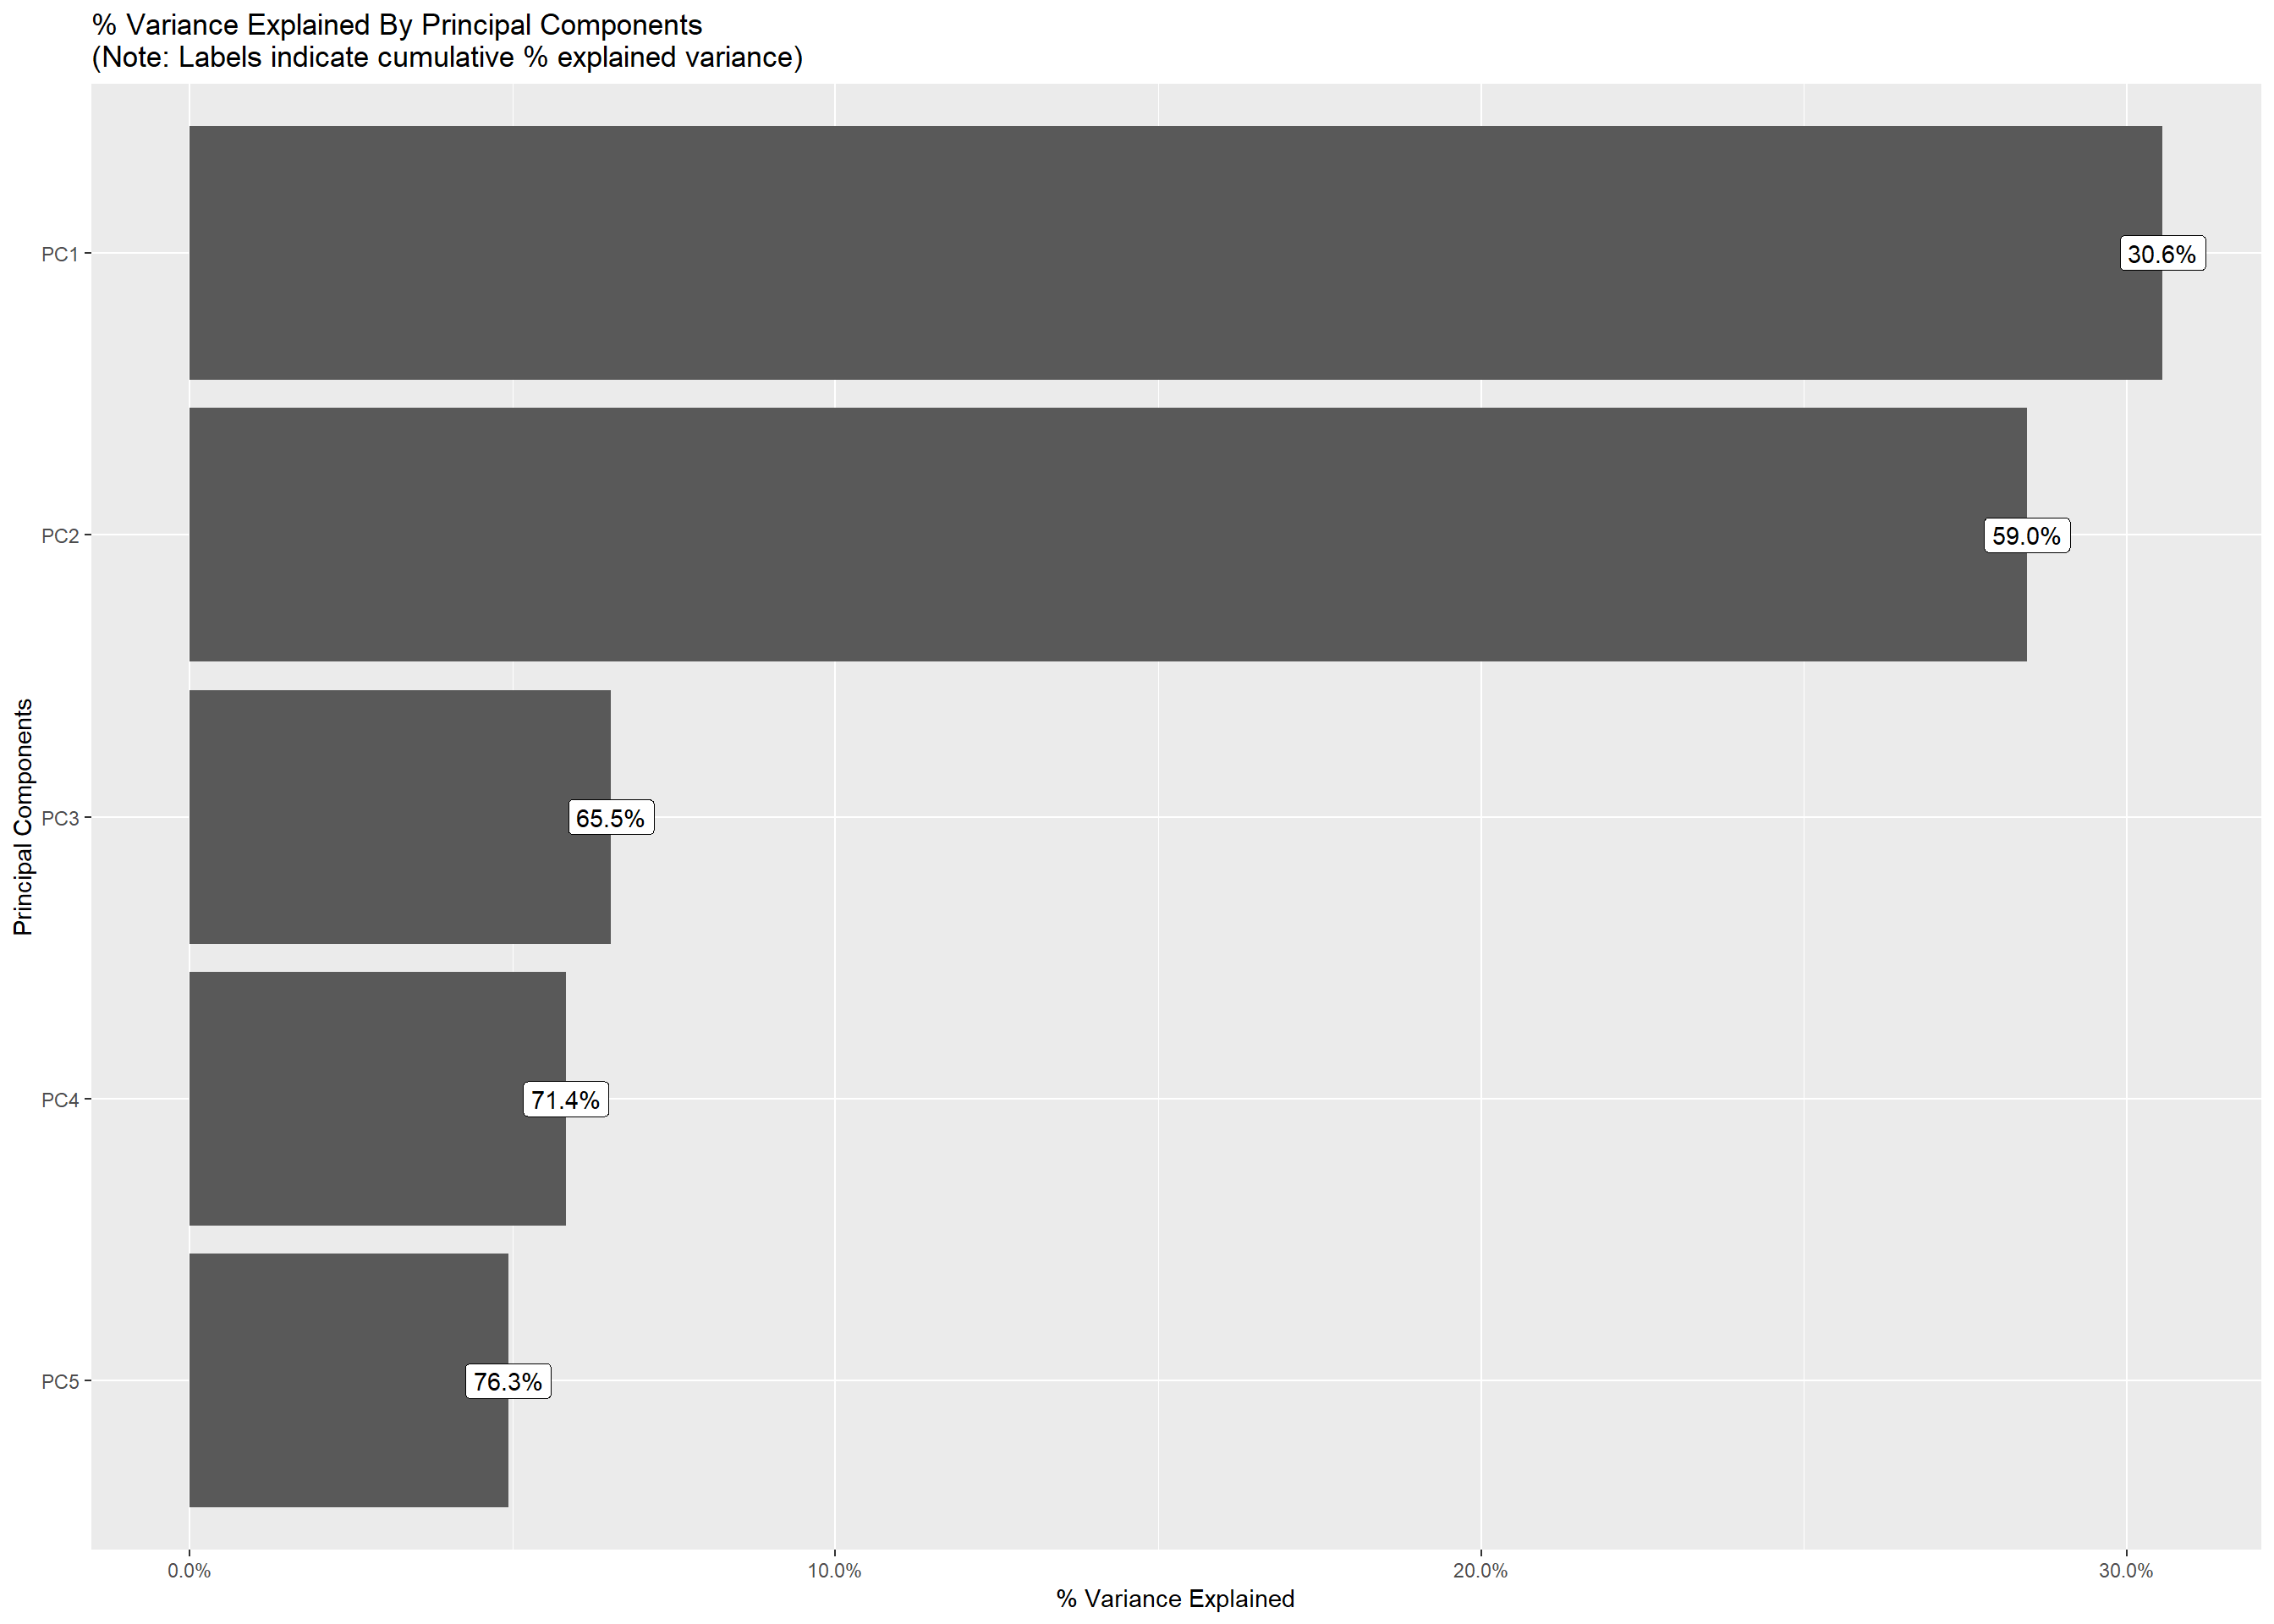 % Variance Explained By Principal Components
(Note: Labels indicate cumulative % explained variance)
PC1
30.6%
PC2
59.0%
PC3
65.5%
PC4
71.4%
PC5
76.3%
Principal Components
0.0%
10.0%
20.0%
30.0%
% Variance Explained